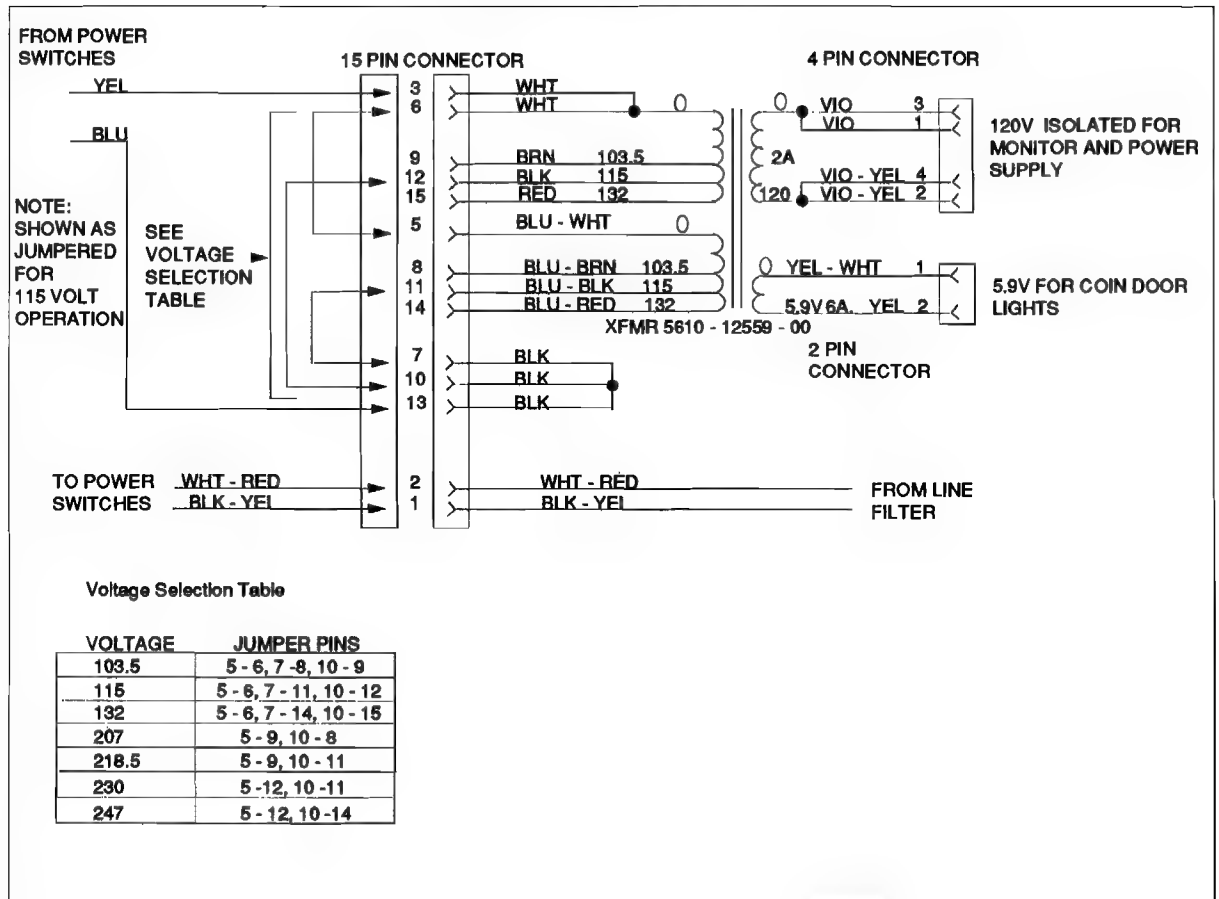 FROM POWER
SWITCHES
15 PIN CONNECTOR
4 PIN CONNECTOR
YEL
3
WHT
6
WHT
0
0
VIO
3
VIO
1
BLU
120V ISOLATED FOR
MONITOR AND POWER
SUPPLY
9
BRN 103.5
2A
12
BLK 115
VIO - YEL 4
15
RED 132
120
VIO - YEL 2
NOTE:
SHOWN AS
JUMPERED
FOR
115 VOLT
OPERATION
SEE
VOLTAGE
SELECTION
TABLE
5
BLU - WHT
0
8
BLU - BRN 103.5
0
YEL - WHT 1
11
BLU - BLK 115
14
BLU - RED 132
5.9V 6A. YEL 2
5.9V FOR COIN DOOR
LIGHTS
XFMR 5610 - 12559 - 00
2 PIN
CONNECTOR
7
BLK
10
BLK
13
BLK
TO POWER
SWITCHES
WHT - RED
2
WHT - RED
BLK - YEL
1
BLK - YEL
FROM LINE
FILTER
Voltage Selection Table
VOLTAGE JUMPER PINS
103.5 5 - 6, 7 -8, 10 - 9
115 5 - 6, 7 - 11, 10 - 12
132 5 - 6, 7 - 14, 10 - 15
207 5 - 9, 10 - 8
218.5 5 - 9, 10 - 11
230 5 -12, 10 -11
247 5 - 12, 10 -14